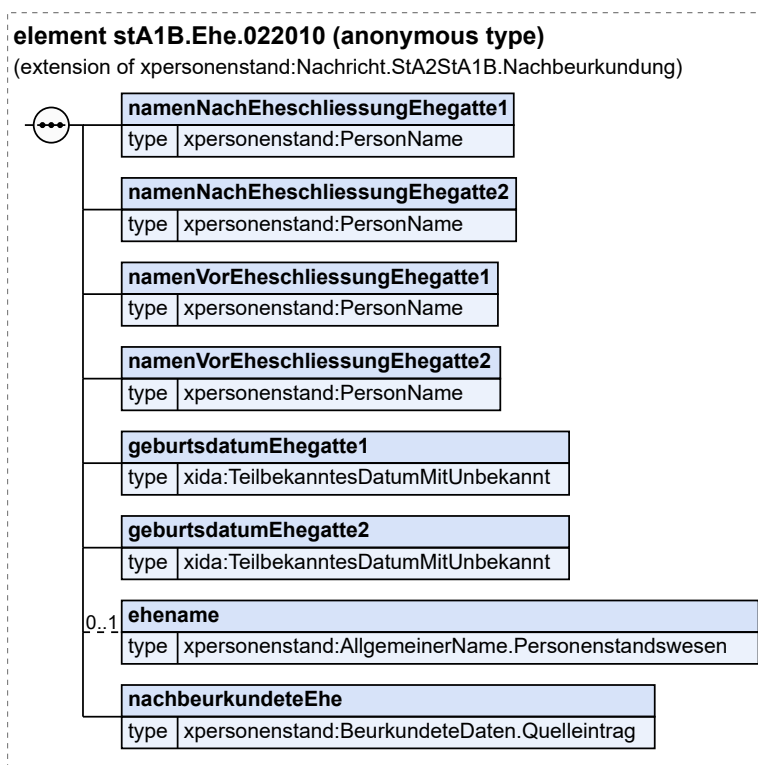 element stA1B.Ehe.022010 (anonymous type)
(extension of xpersonenstand:Nachricht.StA2StA1B.Nachbeurkundung)
namenNachEheschliessungEhegatte1
type xpersonenstand:PersonName
namenNachEheschliessungEhegatte2
type xpersonenstand:PersonName
namenVorEheschliessungEhegatte1
type xpersonenstand:PersonName
namenVorEheschliessungEhegatte2
type xpersonenstand:PersonName
geburtsdatumEhegatte1
type xida:TeilbekanntesDatumMitUnbekannt
geburtsdatumEhegatte2
type xida:TeilbekanntesDatumMitUnbekannt
0..1 ehename
type xpersonenstand:AllgemeinerName.Personenstandswesen
nachbeurkundeteEhe
type xpersonenstand:BeurkundeteDaten.Quelleintrag